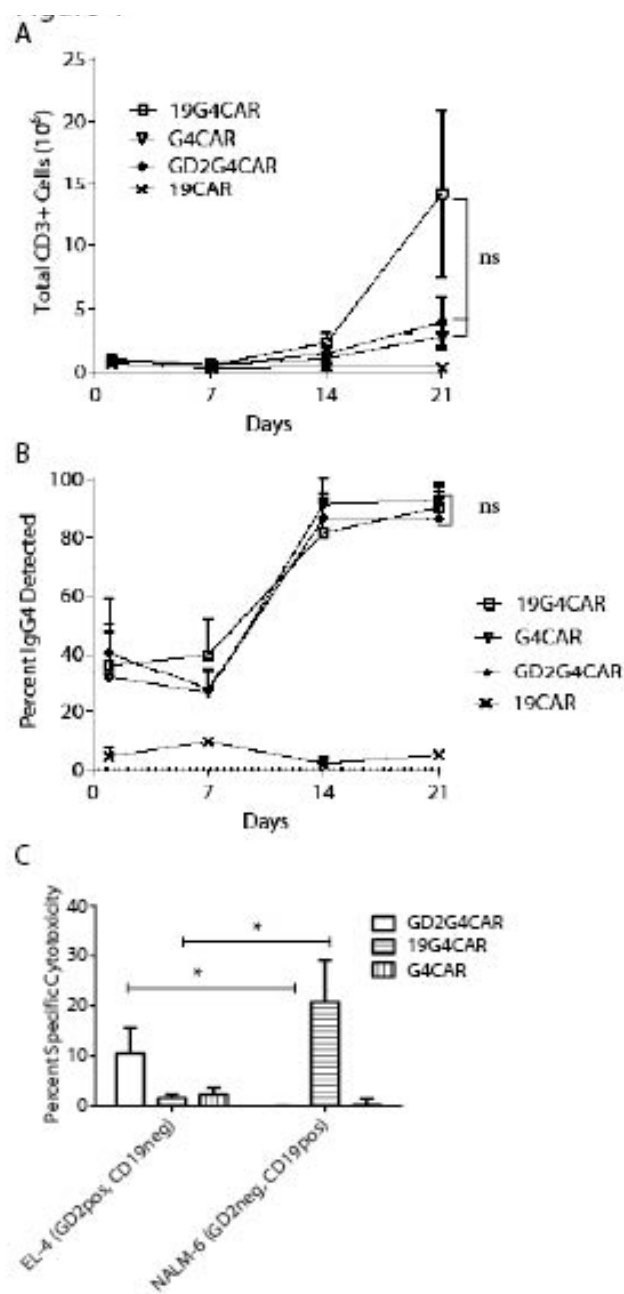 A
25
20
15
10
5
0
Total CD3+ Cells (10⁶)
19G4CAR
G4CAR
GD2G4CAR
19CAR
ns
0 7 14 21
Days
B
100
80
60
40
20
0
Percent IgG4 Detected
ns
19G4CAR
G4CAR
GD2G4CAR
19CAR
0 7 14 21
Days
C
40
30
20
10
0
Percent Specific Cytotoxicity
*
*
GD2G4CAR
19G4CAR
G4CAR
EL-4 (GD2pos, CD19neg)
NALM-6 (GD2neg, CD19pos)